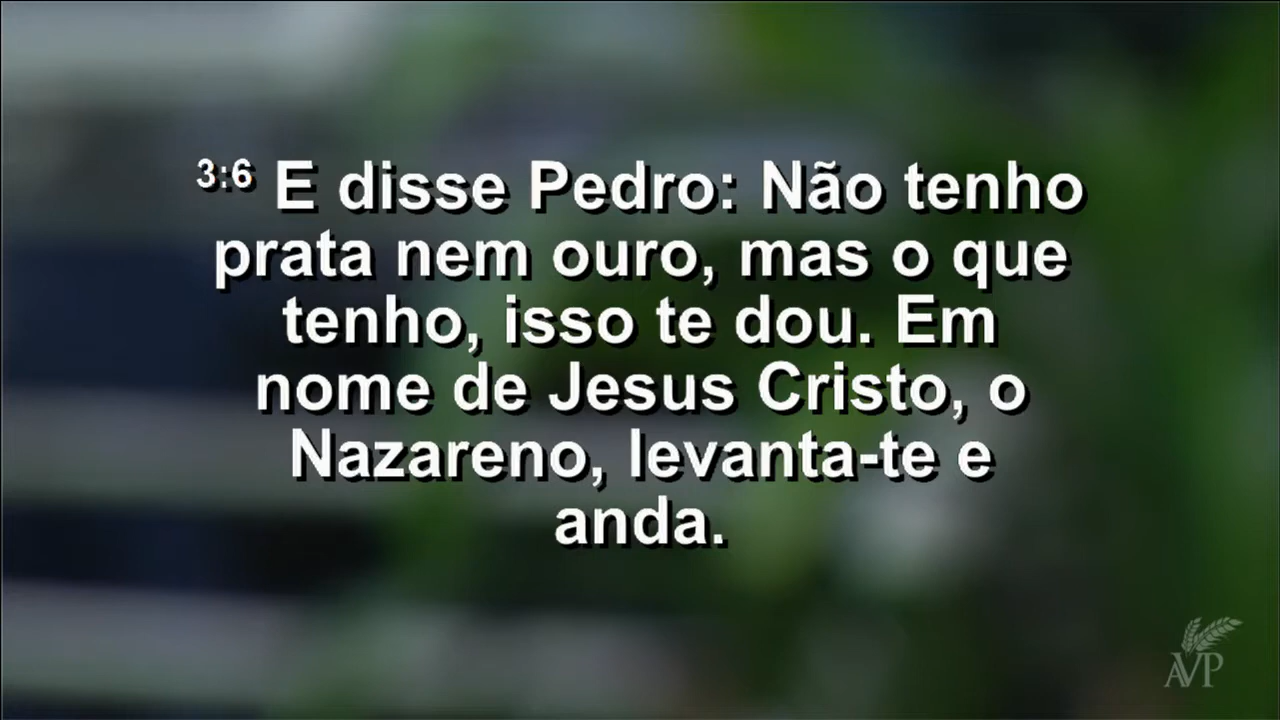 3:6 E disse Pedro: Não tenho
prata nem ouro, mas o que
tenho, isso te dou. Em
nome de Jesus Cristo, o
Nazareno, levanta-te e
anda.
AVP